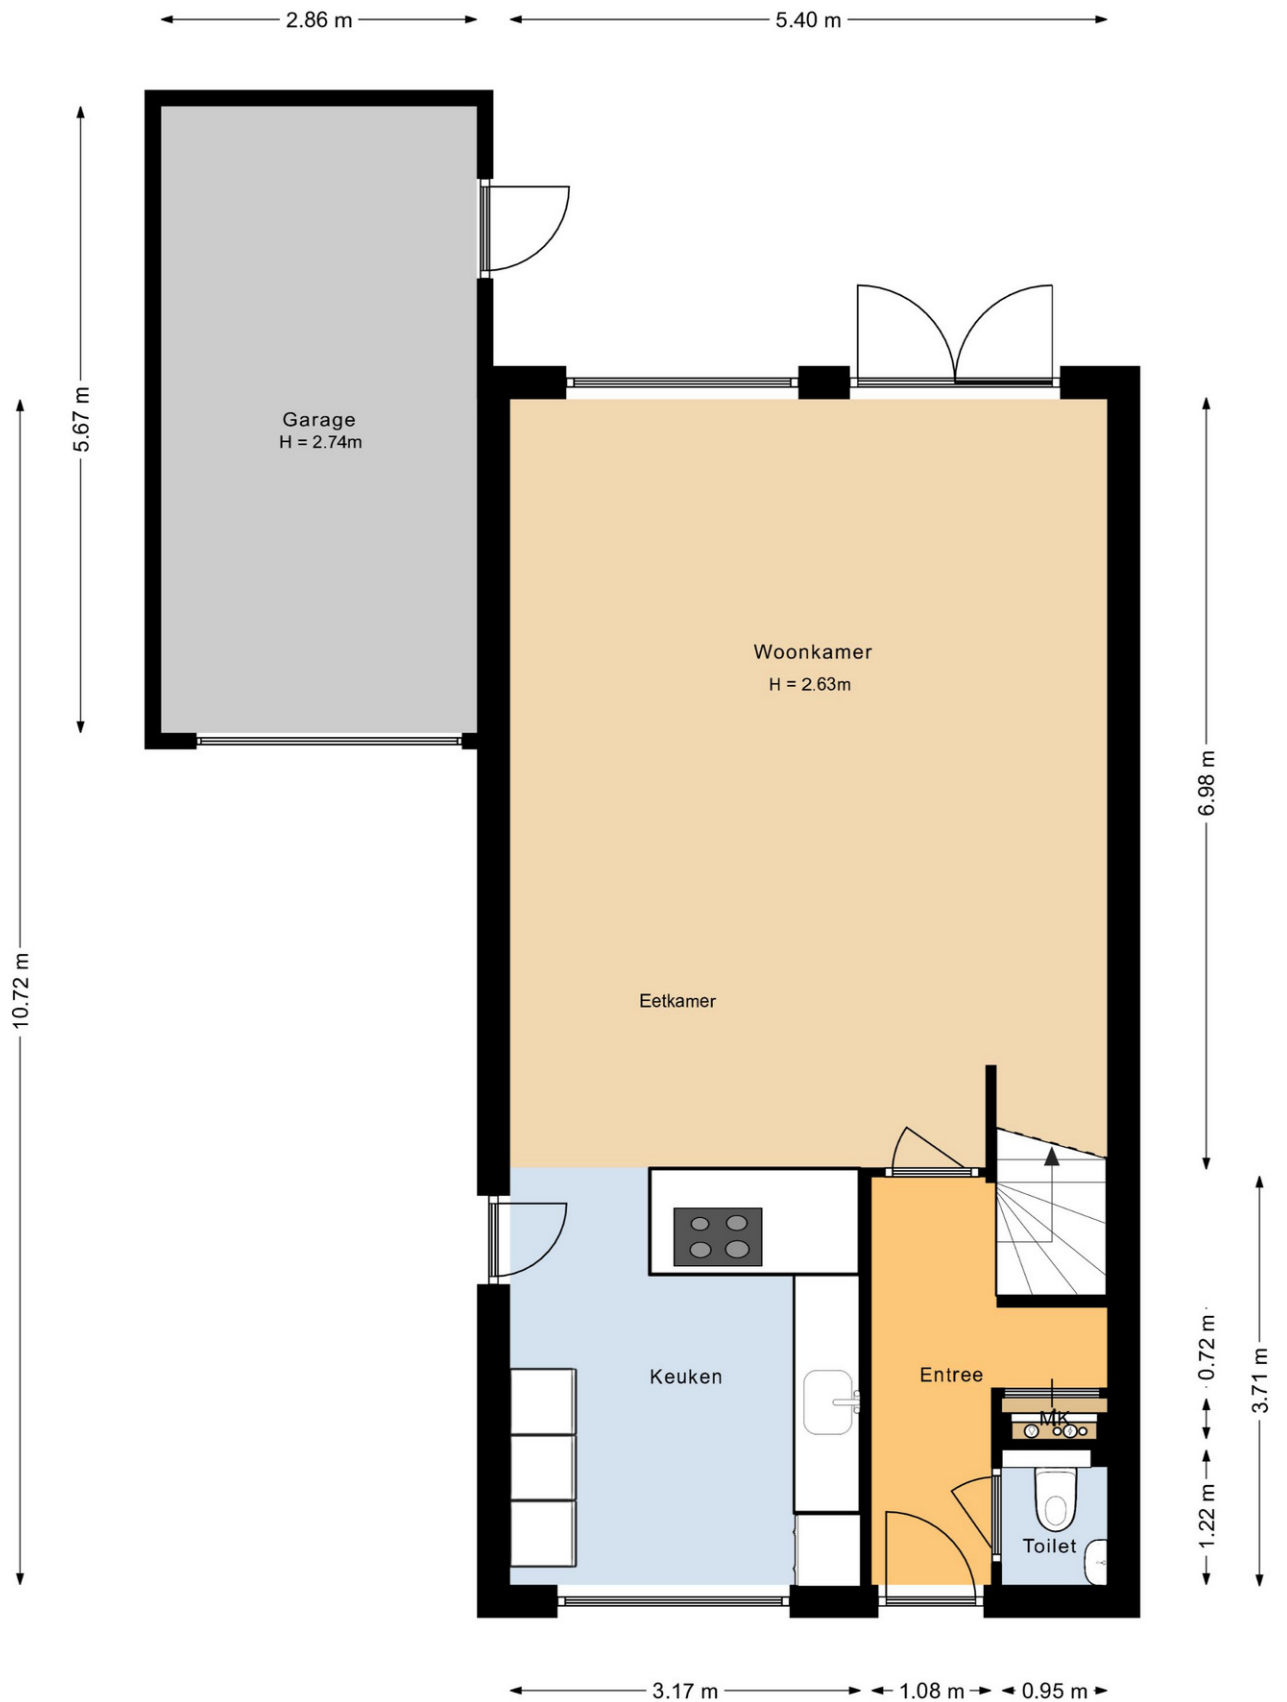 2.86 m
5.40 m
5.67 m
Garage
H = 2.74m
Woonkamer
H = 2.63m
6.98 m
10.72 m
Eetkamer
Keuken
Entree
0.72 m
3.71 m
MK
1.22 m
Toilet
3.17 m
1.08 m
0.95 m